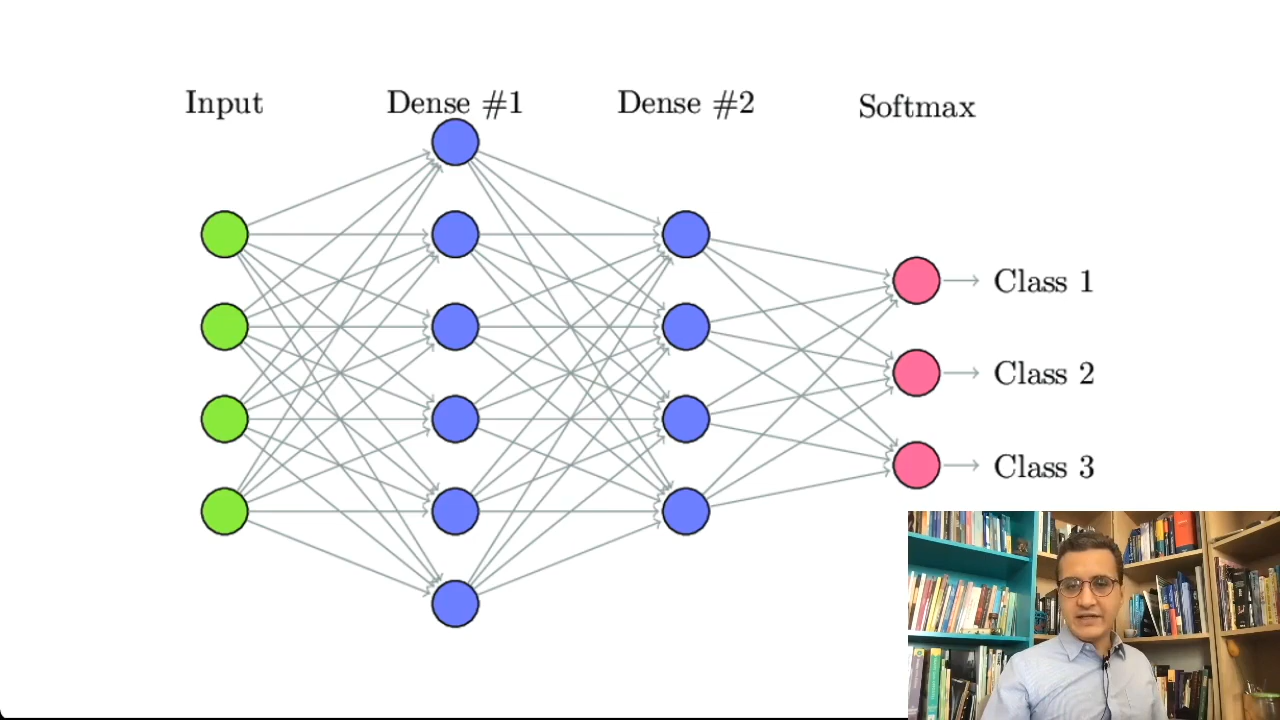 Input
Dense #1
Dense #2
Softmax
Class 1
Class 2
Class 3